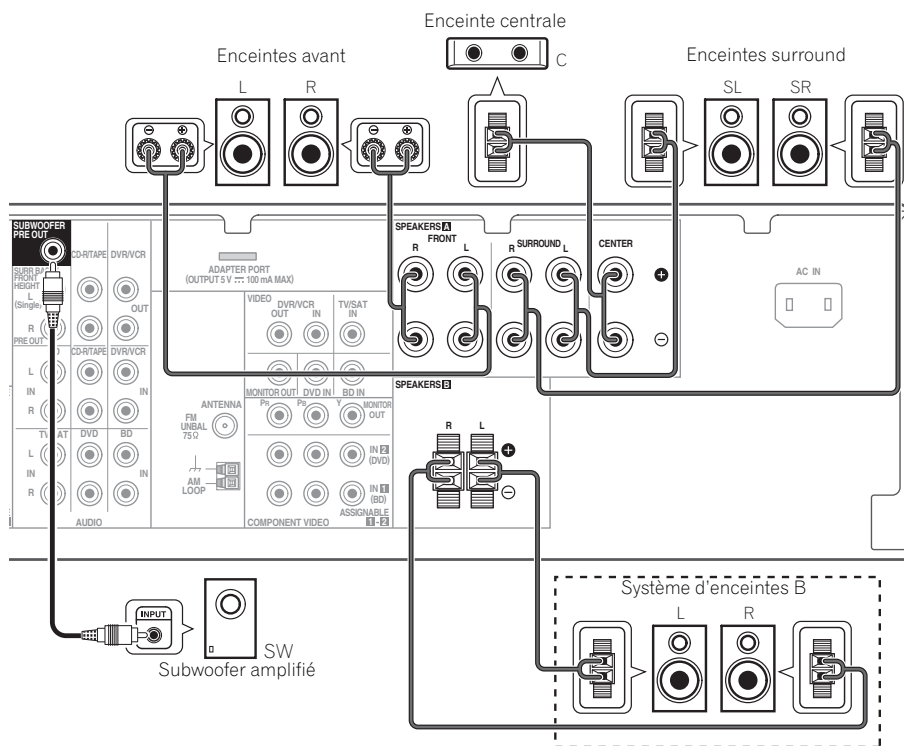 Enceinte centrale
C
Enceintes avant
L
R
Enceintes surround
SL
SR
SUBWOOFER
PRE OUT
CD-R/TAPE
DVR/VCR
FRONT
HEIGHT
L
(Single)
R
PRE OUT
OUT
ADAPTER PORT
(OUTPUT 5 V ⎓ 100 mA MAX)
VIDEO
DVR/VCR
OUT
IN
TV/SAT
IN
SPEAKERS A
FRONT
R
L
SURROUND
R
L
CENTER
+
−
AC IN
CD-R/TAPE
DVR/VCR
L
IN
R
IN
DVD
BD
L
IN
R
IN
AUDIO
ANTENNA
FM
UNBAL
75 Ω
AM
LOOP
MONITOR OUT
DVD IN
BD IN
PR
PB
Y
MONITOR
OUT
IN 2
(DVD)
IN 1
(BD)
ASSIGNABLE
1 - 2
COMPONENT VIDEO
SPEAKERS B
R
L
+
−
INPUT
SW
Subwoofer amplifié
Système d'enceintes B
L
R